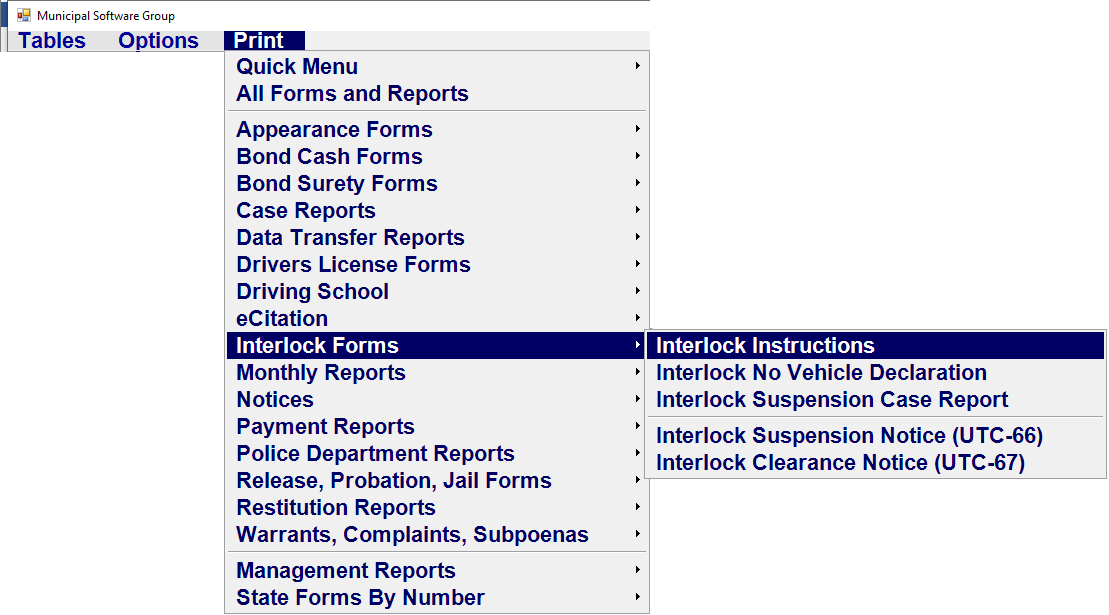 Municipal Software Group
Tables Options Print
Quick Menu
All Forms and Reports
Appearance Forms
Bond Cash Forms
Bond Surety Forms
Case Reports
Data Transfer Reports
Drivers License Forms
Driving School
eCitation
Interlock Forms
Monthly Reports
Notices
Payment Reports
Police Department Reports
Release, Probation, Jail Forms
Restitution Reports
Warrants, Complaints, Subpoenas
Management Reports
State Forms By Number
Interlock Instructions
Interlock No Vehicle Declaration
Interlock Suspension Case Report
Interlock Suspension Notice (UTC-66)
Interlock Clearance Notice (UTC-67)